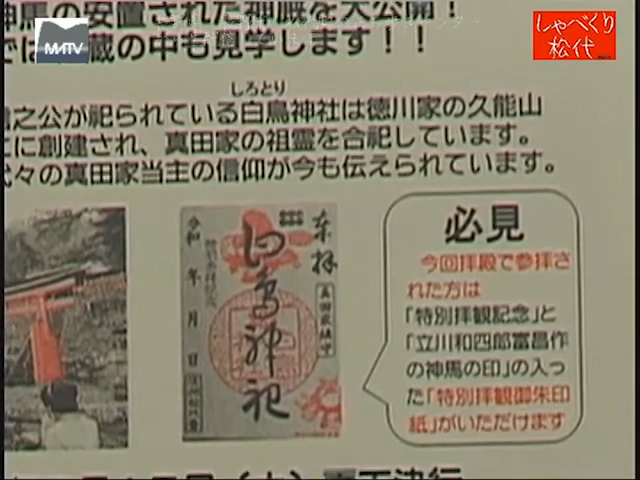 神馬の安置された神厩を大公開！
では　蔵の中も見学します！！
MATV
しゃべくり
松代
しろとり
之公が祀られている白鳥神社は徳川家の久能山
に創建され、真田家の祖霊を合祀しています。
代々の真田家当主の信仰が今も伝えられています。
奉拝
白鳥神祀
令和　年　月　日
必見
今回拝殿で参拝さ
れた方は
「特別拝観記念」と
「立川和四郎富昌作
の神馬の印」の入っ
た「特別拝観御朱印
紙」がいただけます